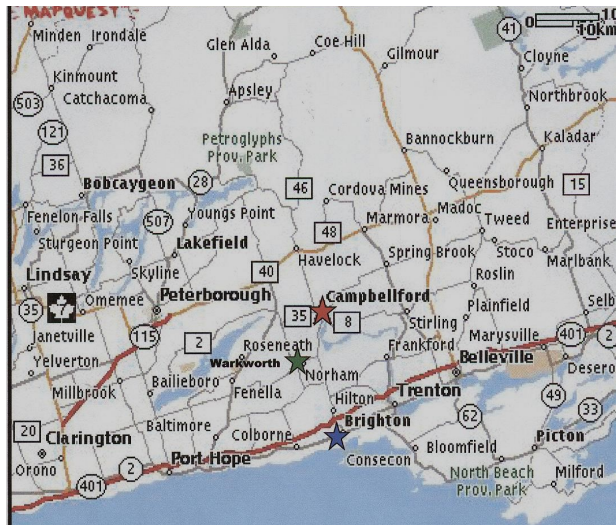 MAPQUEST
10
0
10km
41
Minden
Irondale
Glen Alda
Coe Hill
Gilmour
Cloyne
Kinmount
Catchacoma
Apsley
Northbrook
503
121
36
Petroglyphs
Prov. Park
Bannockburn
Kaladar
Bobcaygeon
28
46
Cordova Mines
Queensborough
15
Fenelon Falls
507
Youngs Point
Marmora
Madoc
Tweed
Enterprise
Sturgeon Point
Lakefield
48
Stoco
Marlbank
Havelock
Spring Brook
Lindsay
Skyline
40
Roslin
35
Omemee
Peterborough
Campbellford
35
8
Stirling
Plainfield
Selb
Janetville
115
2
Marysville
401
2
Yelverton
Roseneath
Warkworth
Frankford
Belleville
Desero
Millbrook
Bailieboro
Norham
Fenella
Trenton
49
33
20
Clarington
Baltimore
Hilton
Brighton
62
Orono
Port Hope
Colborne
Consecon
Bloomfield
Picton
401
2
North Beach
Prov. Park
Milford